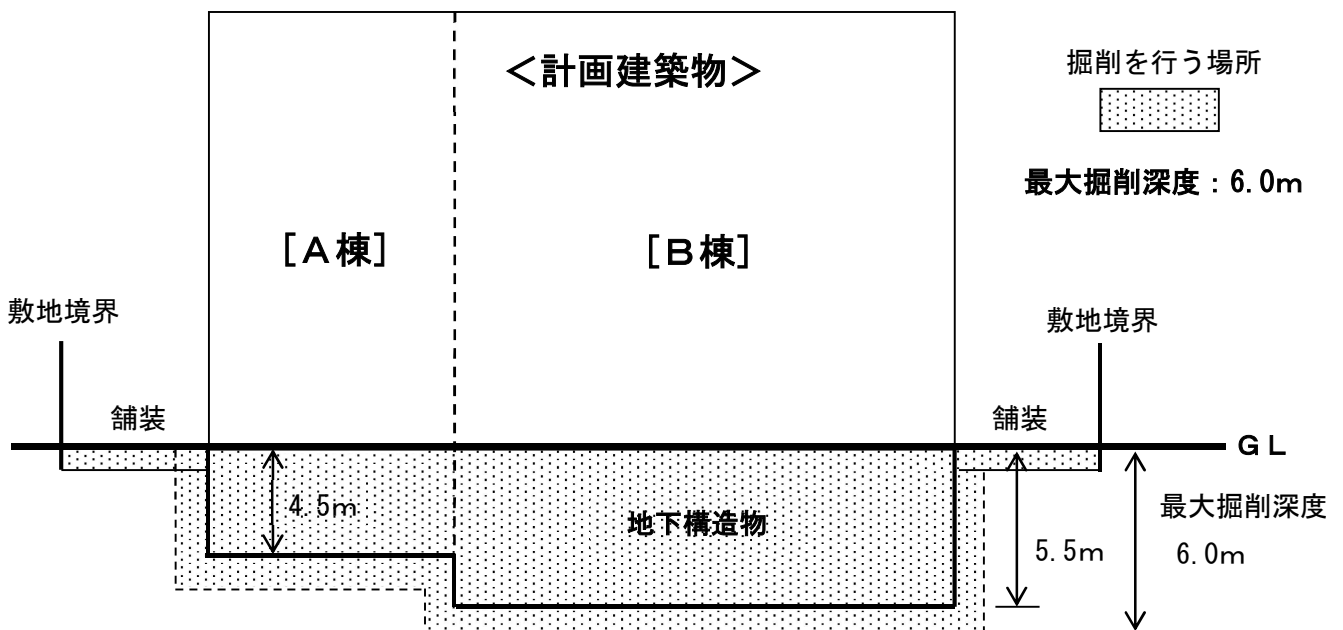 ＜計画建築物＞
掘削を行う場所
最大掘削深度：6.0ｍ
［Ａ棟］
［Ｂ棟］
敷地境界
敷地境界
舗装
舗装
ＧＬ
4.5ｍ
地下構造物
5.5ｍ
最大掘削深度
6.0ｍ